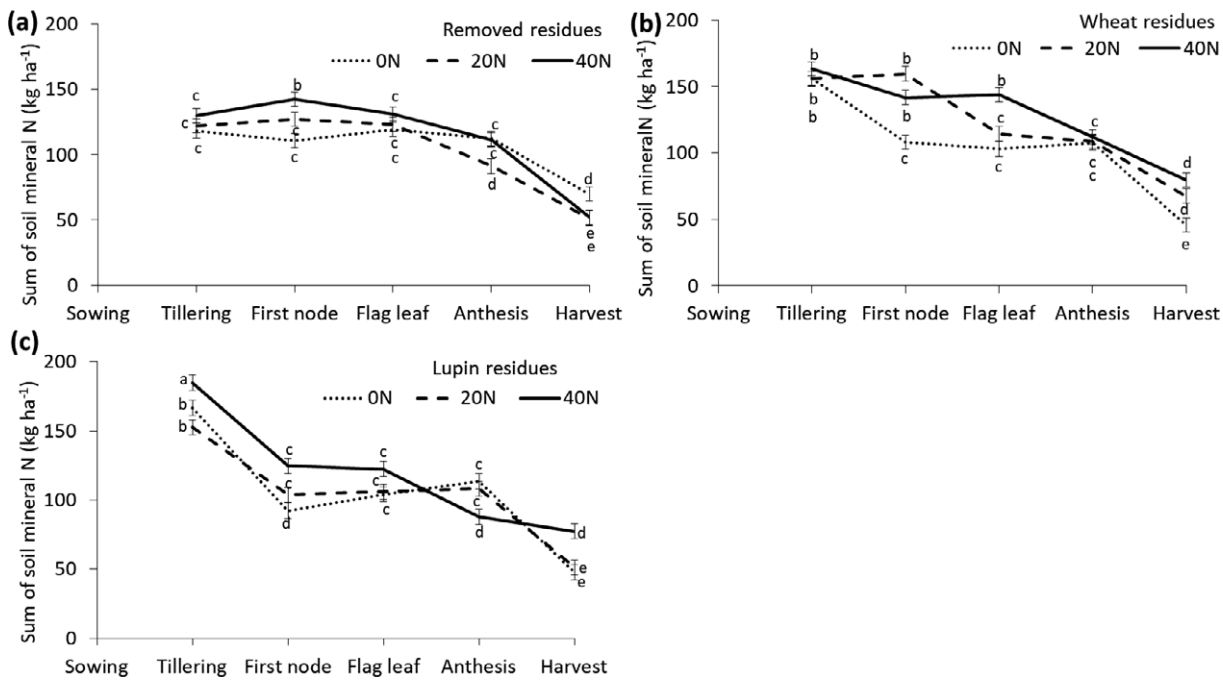 (a)
Removed residues
0N 20N 40N
Sum of soil mineral N (kg ha⁻¹)
200
150
100
50
0
c b c
c c c c
c c c c d d
e
e
Sowing Tillering First node Flag leaf Anthesis Harvest
(b)
Wheat residues
0N 20N 40N
Sum of soil mineralN (kg ha⁻¹)
200
150
100
50
0
b b b
b b c c d
b c c c d
e
Sowing Tillering First node Flag leaf Anthesis Harvest
(c)
Lupin residues
0N 20N 40N
Sum of soil mineral N (kg ha⁻¹)
200
150
100
50
0
a
b c c c
b c c c d
d c d e
e
Sowing Tillering First node Flag leaf Anthesis Harvest